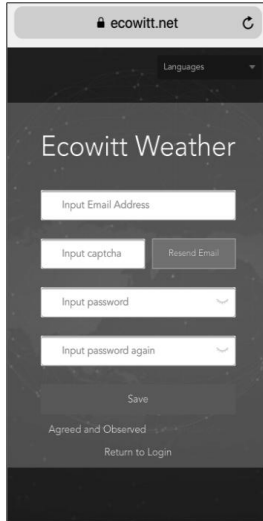 ecowitt.net
Languages
Ecowitt Weather
Input Email Address
Input captcha
Resend Email
Input password
Input password again
Save
Agreed and Observed
Return to Login